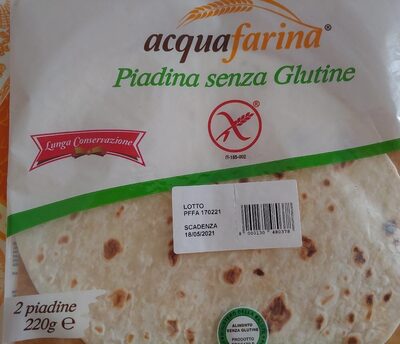 acquafarina®
Piadina senza Glutine
Lunga Conservazione
IT-185-002
LOTTO
PFFA 170221
SCADENZA
18/05/2021
2 piadine
220g e
ALIMENTO
SENZA GLUTINE
PRODOTTO